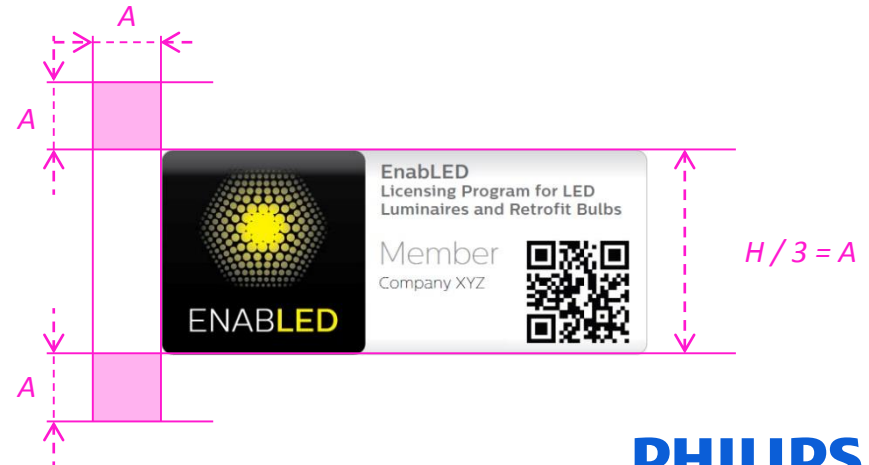 A
A
EnabLED
Licensing Program for LED
Luminaires and Retrofit Bulbs
Member
Company XYZ
ENABLED
H / 3 = A
A
PHILIPS